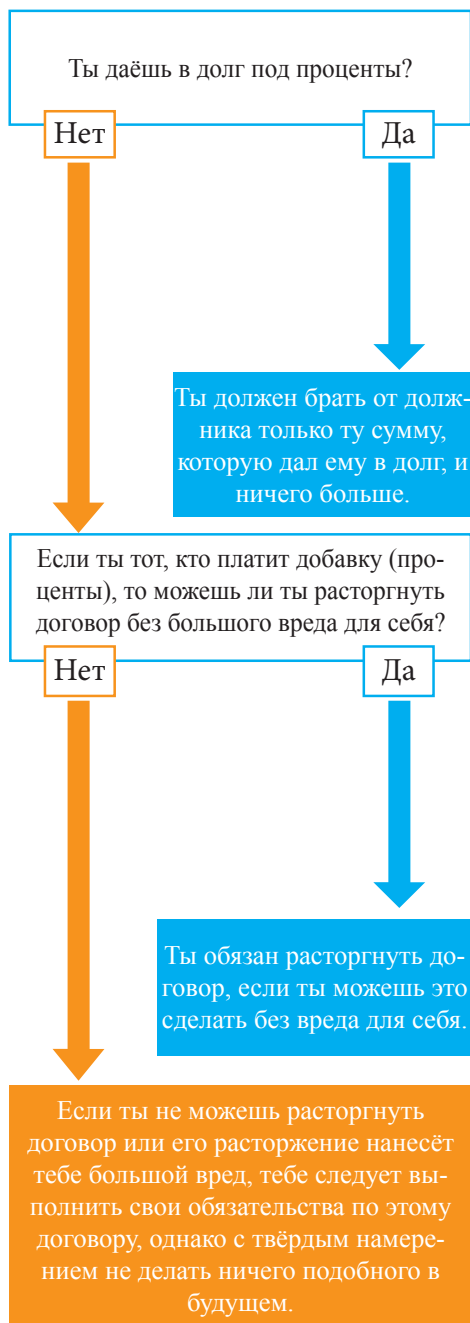 Ты даёшь в долг под проценты?
Нет
Да
Ты должен брать от долж-
ника только ту сумму,
которую дал ему в долг, и
ничего больше.
Если ты тот, кто платит добавку (про-
центы), то можешь ли ты расторгнуть
договор без большого вреда для себя?
Нет
Да
Ты обязан расторгнуть до-
говор, если ты можешь это
сделать без вреда для себя.
Если ты не можешь расторгнуть
договор или его расторжение нанесёт
тебе большой вред, тебе следует вы-
полнить свои обязательства по этому
договору, однако с твёрдым намере-
нием не делать ничего подобного в
будущем.